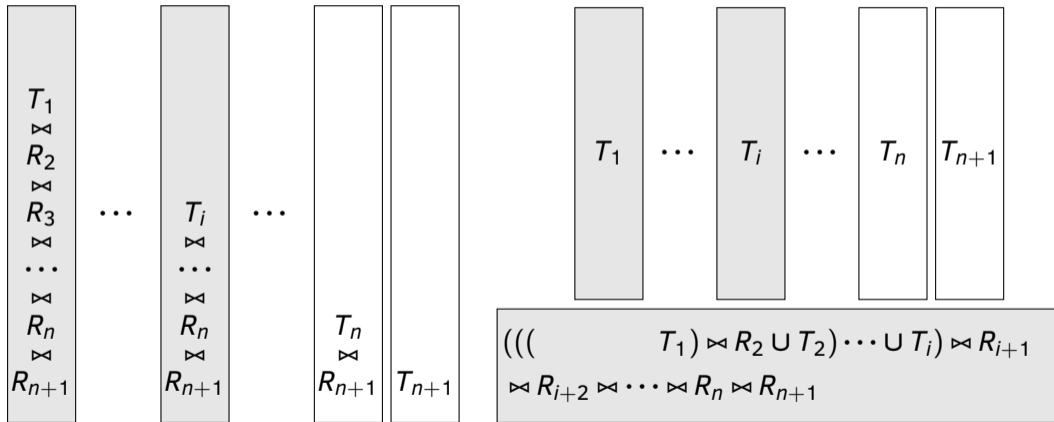 T₁
⋈
R₂
⋈
R₃
⋈
⋯
⋈
Rₙ
⋈
Rₙ₊₁
⋯
Tᵢ
⋈
⋯
⋈
Rₙ
⋈
Rₙ₊₁
⋯
Tₙ
⋈
Rₙ₊₁
Tₙ₊₁
T₁ ⋯ Tᵢ ⋯ Tₙ Tₙ₊₁
((( T₁) ⋈ R₂ ∪ T₂) ⋯ ∪ Tᵢ) ⋈ Rᵢ₊₁
⋈ Rᵢ₊₂ ⋈ ⋯ ⋈ Rₙ ⋈ Rₙ₊₁